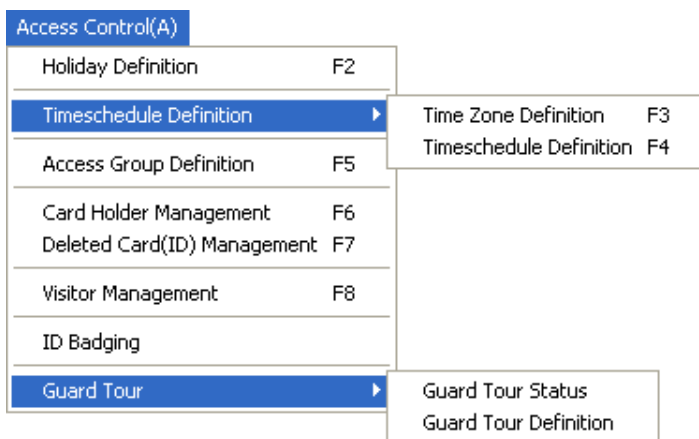 Access Control(A)
Holiday Definition F2
Timeschedule Definition
Time Zone Definition F3
Timeschedule Definition F4
Access Group Definition F5
Card Holder Management F6
Deleted Card(ID) Management F7
Visitor Management F8
ID Badging
Guard Tour
Guard Tour Status
Guard Tour Definition